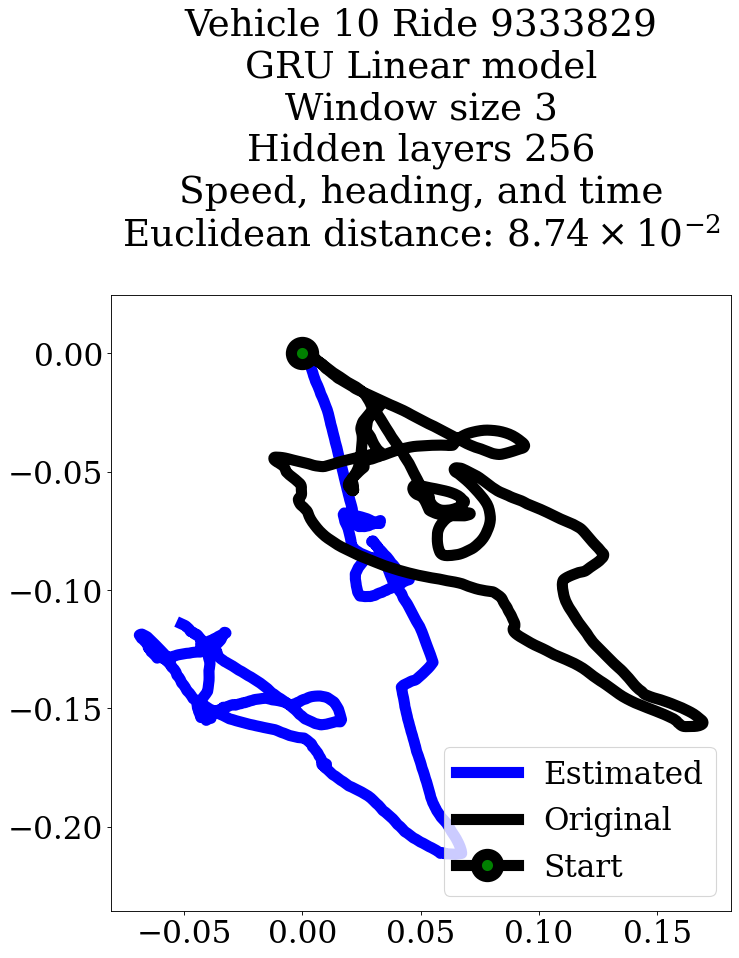 Vehicle 10 Ride 9333829
GRU Linear model
Window size 3
Hidden layers 256
Speed, heading, and time
Euclidean distance: 8.74 × 10⁻²
0.00
−0.05
−0.10
−0.15
−0.20
Estimated
Original
Start
−0.05 0.00 0.05 0.10 0.15